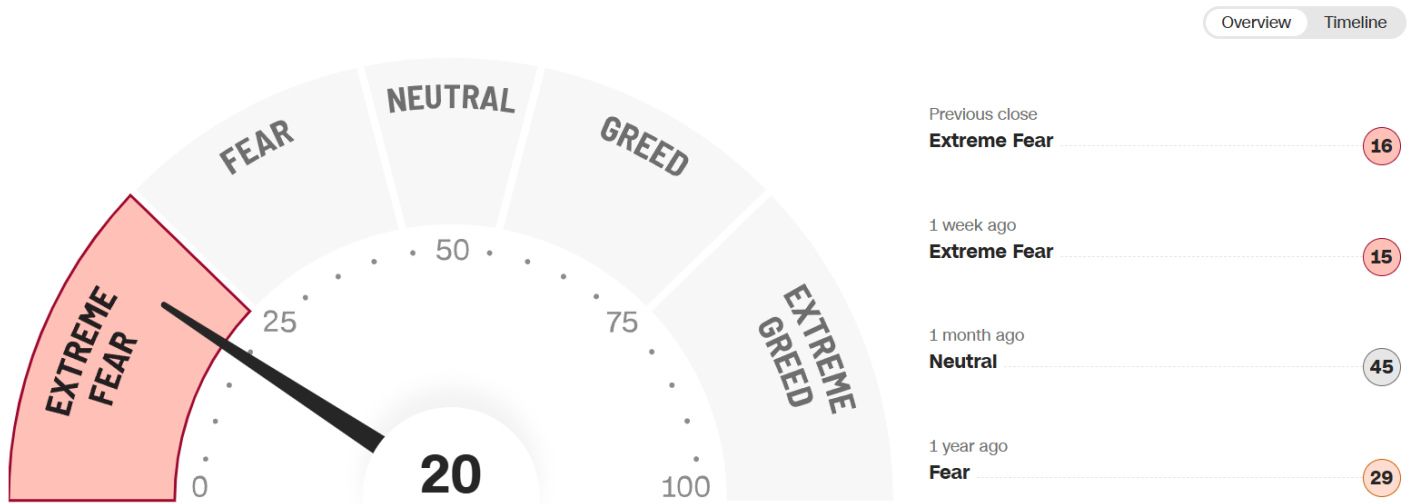 Overview
Timeline
EXTREME
FEAR
FEAR
NEUTRAL
GREED
EXTREME
GREED
0
25
50
75
100
20
Previous close
Extreme Fear
16
1 week ago
Extreme Fear
15
1 month ago
Neutral
45
1 year ago
Fear
29